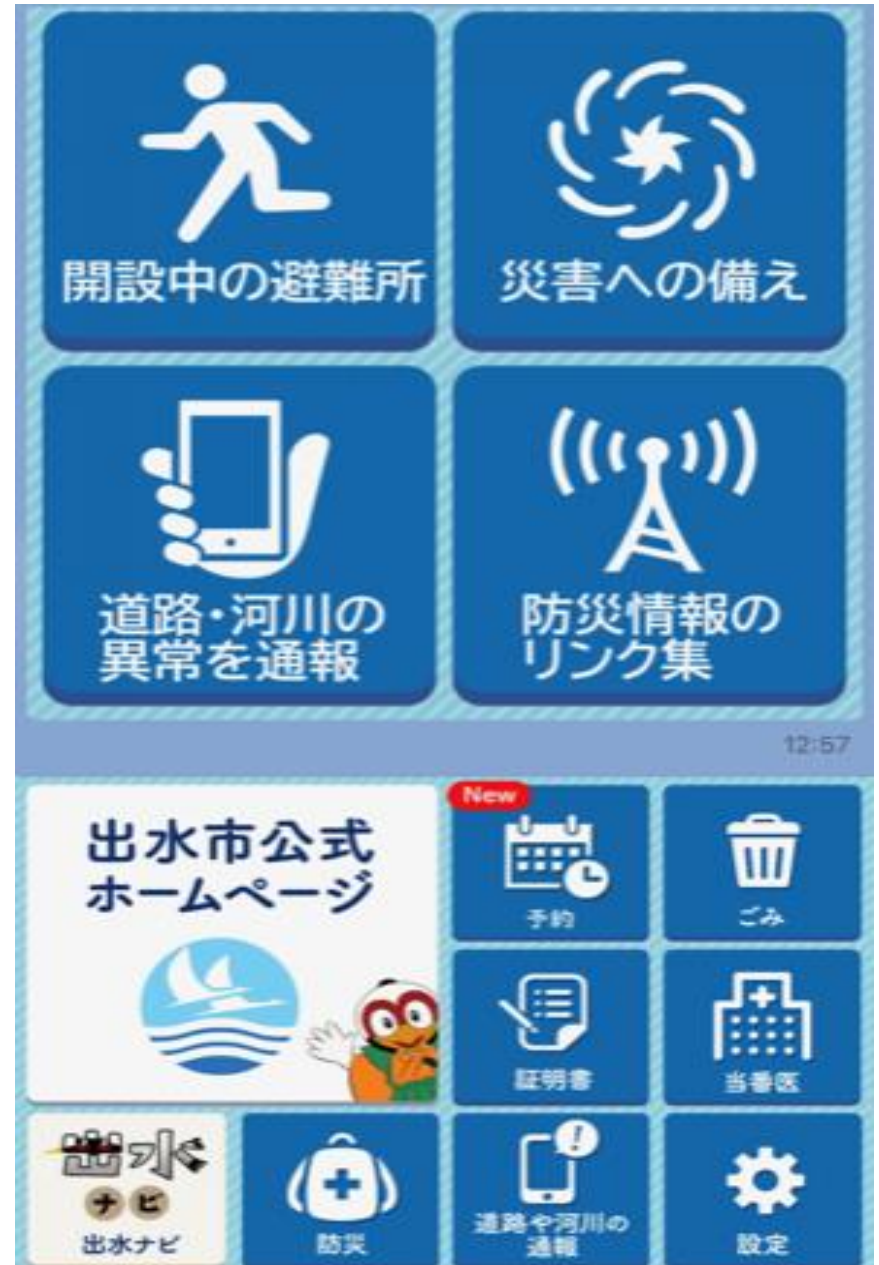 開設中の避難所
災害への備え
道路・河川の
異常を通報
防災情報の
リンク集
12:57
出水市公式
ホームページ
New
予約
ごみ
証明書
当番医
出水
ナビ
出水ナビ
防災
道路や河川の
通報
設定